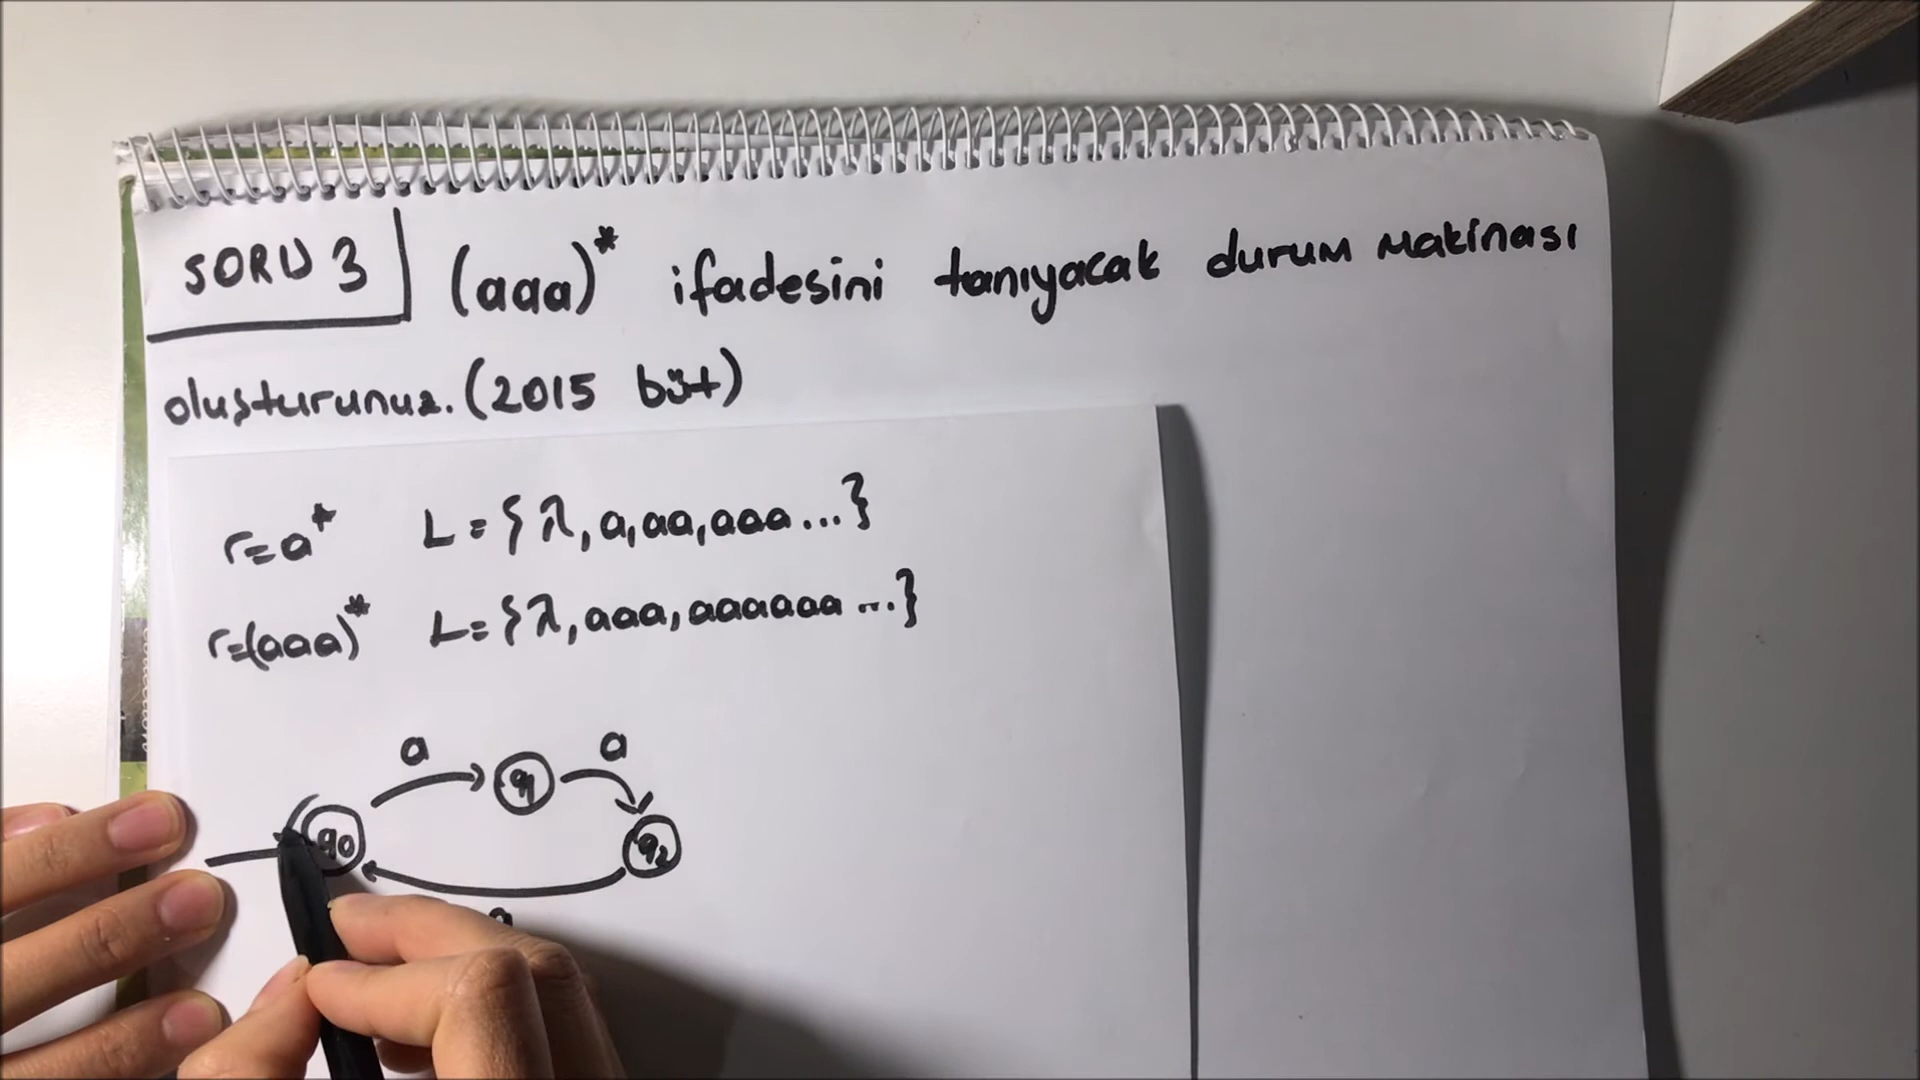 SORU 3 (aaa)* ifadesini tanıyacak durum makinası
oluşturunuz. (2015 büt)
r=a* L={λ, a, aa, aaa...}
r=(aaa)* L={λ, aaa, aaaaaa...}
a a
q1
q0 q2